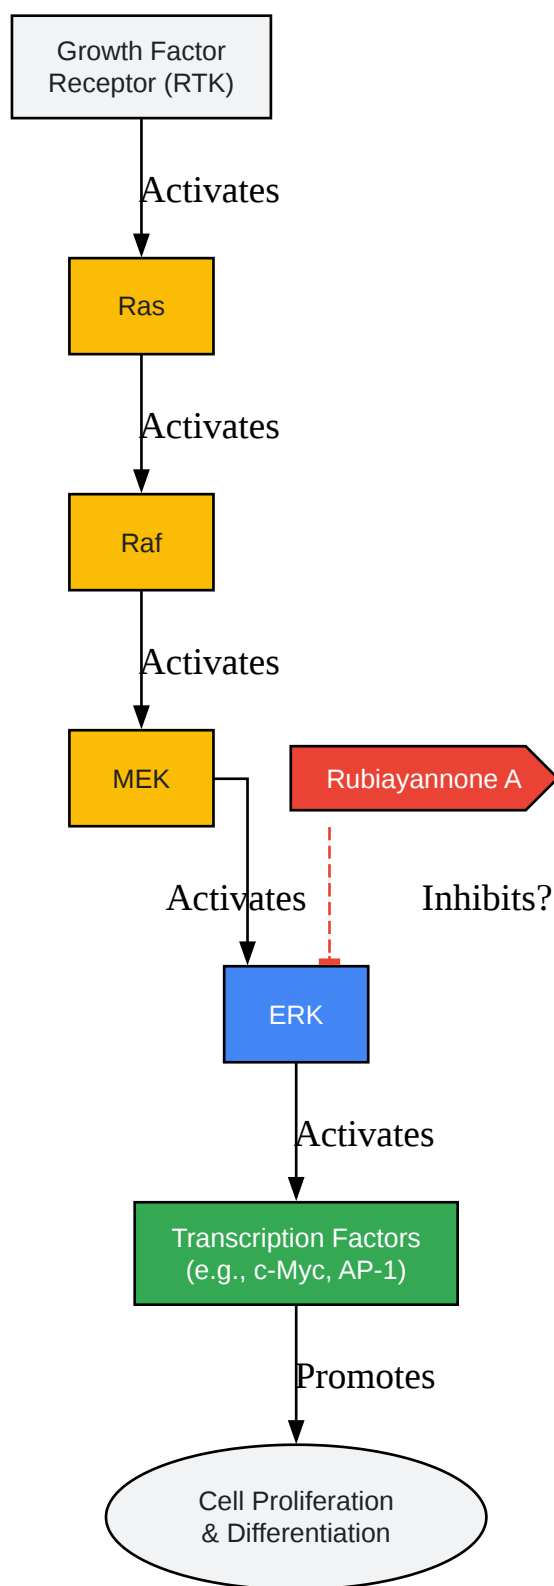 Growth Factor
Receptor (RTK)
Activates
Ras
Activates
Raf
Activates
MEK
Rubiayannone A
Activates
Inhibits?
ERK
Activates
Transcription Factors
(e.g., c-Myc, AP-1)
Promotes
Cell Proliferation
& Differentiation